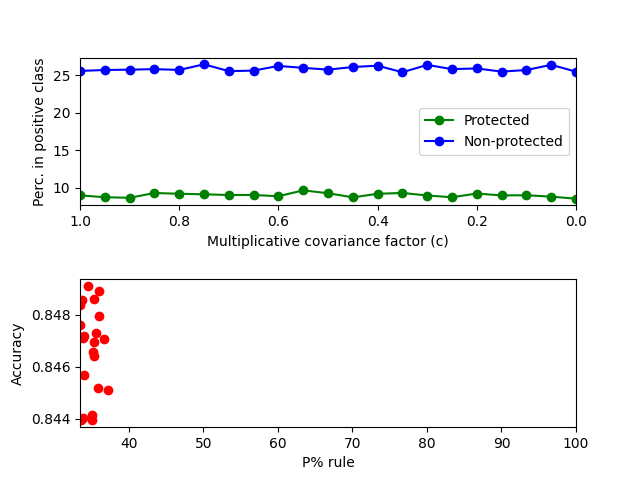 Perc. in positive class
25
20
15
10
Protected
Non-protected
1.0 0.8 0.6 0.4 0.2 0.0
Multiplicative covariance factor (c)
Accuracy
0.848
0.846
0.844
40 50 60 70 80 90 100
P% rule